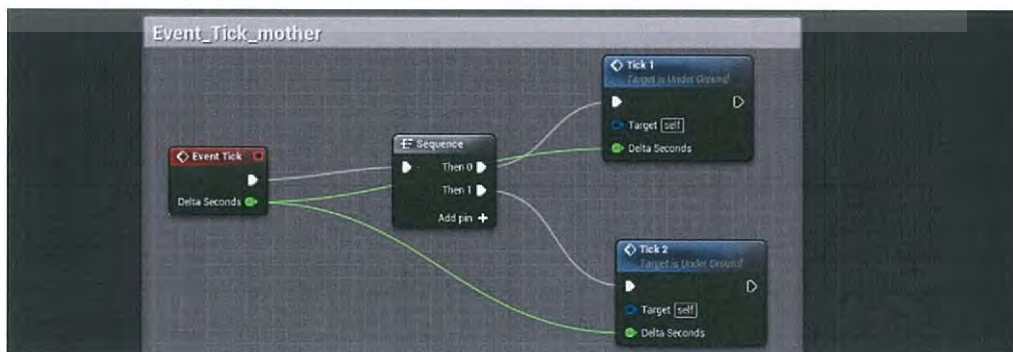 Event_Tick_mother
Tick 1
Target is Under Ground
Target self
Delta Seconds
Event Tick
Delta Seconds
Sequence
Then 0
Then 1
Add pin
Tick 2
Target is Under Ground
Target self
Delta Seconds